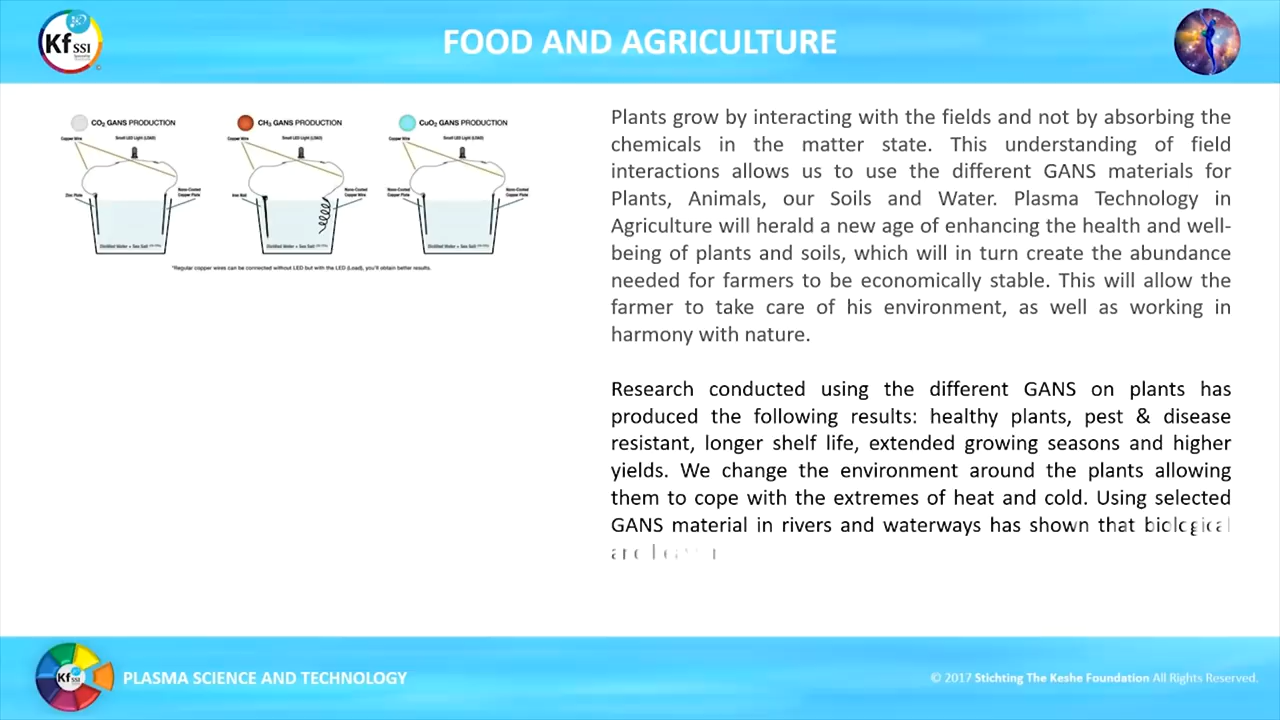 Kf SSI
FOOD AND AGRICULTURE
CO2 GANS PRODUCTION
Copper Wire
Small LED Light (LOAD)
Zinc Plate
Nano-Coated
Copper Plate
Distilled Water + Sea Salt
CH3 GANS PRODUCTION
Copper Wire
Small LED Light (LOAD)
Iron Nail
Nano-Coated
Copper Wire
Distilled Water + Sea Salt
CuO2 GANS PRODUCTION
Copper Wire
Small LED Light (LOAD)
Nano-Coated
Copper Plate
Nano-Coated
Copper Plate
Distilled Water + Sea Salt
*Regular copper wires can be connected without LED but with the LED (Load), you'll obtain better results.
Plants grow by interacting with the fields and not by absorbing the
chemicals in the matter state. This understanding of field
interactions allows us to use the different GANS materials for
Plants, Animals, our Soils and Water. Plasma Technology in
Agriculture will herald a new age of enhancing the health and well-
being of plants and soils, which will in turn create the abundance
needed for farmers to be economically stable. This will allow the
farmer to take care of his environment, as well as working in
harmony with nature.
Research conducted using the different GANS on plants has
produced the following results: healthy plants, pest & disease
resistant, longer shelf life, extended growing seasons and higher
yields. We change the environment around the plants allowing
them to cope with the extremes of heat and cold. Using selected
GANS material in rivers and waterways has shown that biological
Kf SSI
PLASMA SCIENCE AND TECHNOLOGY
© 2017 Stichting The Keshe Foundation All Rights Reserved.